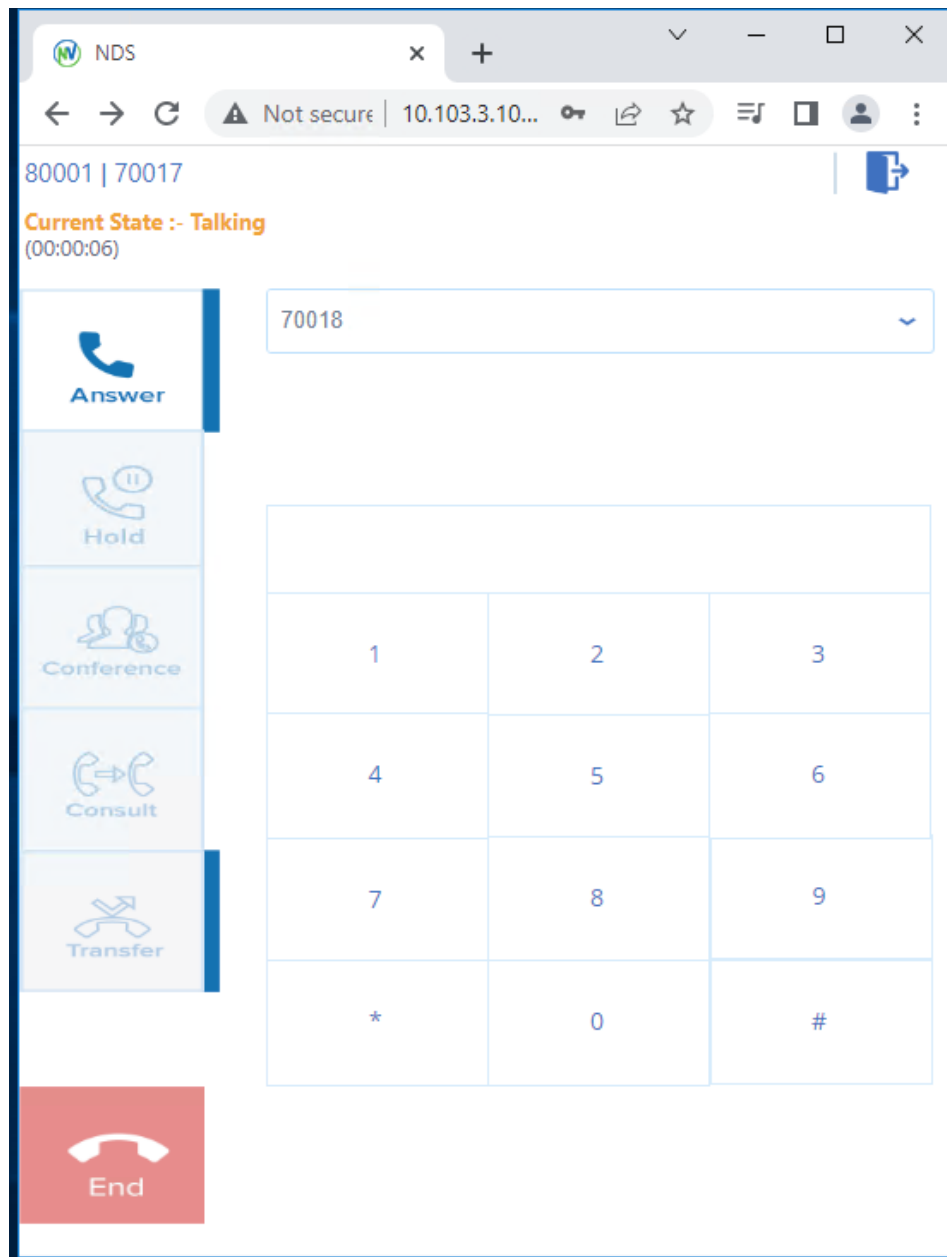 NDS
Not secure | 10.103.3.10...
80001 | 70017
Current State :- Talking
(00:00:06)
70018
Answer
Hold
Conference
Consult
Transfer
End
1 2 3
4 5 6
7 8 9
* 0 #